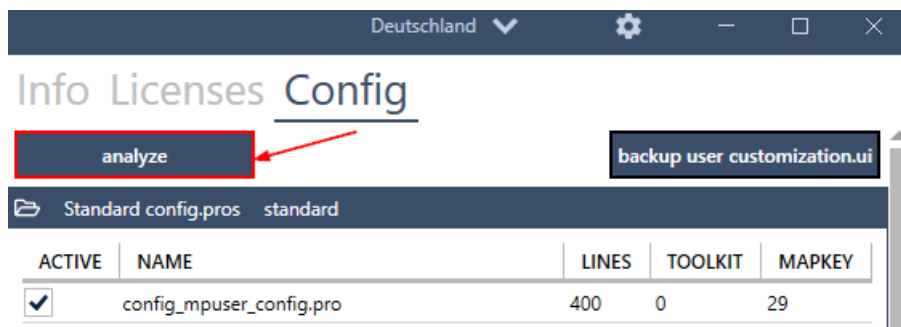 Deutschland
Info Licenses Config
analyze backup user customization.ui
Standard config.pros standard
ACTIVE NAME LINES TOOLKIT MAPKEY
config_mpuser_config.pro 400 0 29